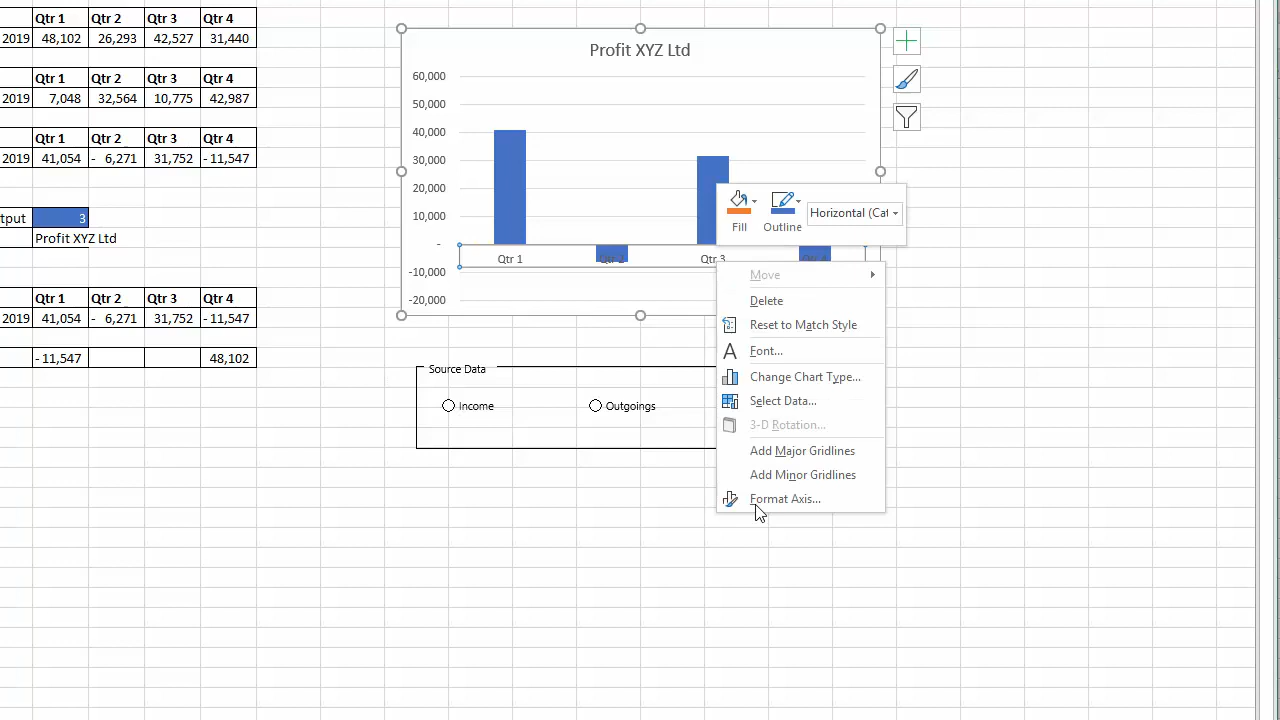 Qtr 1 Qtr 2 Qtr 3 Qtr 4
2019 48,102 26,293 42,527 31,440
Qtr 1 Qtr 2 Qtr 3 Qtr 4
2019 7,048 32,564 10,775 42,987
Qtr 1 Qtr 2 Qtr 3 Qtr 4
2019 41,054 - 6,271 31,752 - 11,547
tput 3
Profit XYZ Ltd
Qtr 1 Qtr 2 Qtr 3 Qtr 4
2019 41,054 - 6,271 31,752 - 11,547
- 11,547 48,102
Profit XYZ Ltd
60,000
50,000
40,000
30,000
20,000
10,000
-
-10,000
-20,000
Qtr 1 Qtr 2 Qtr 3 Qtr 4
Fill Outline Horizontal (Cat
Move
Delete
Reset to Match Style
Font...
Change Chart Type...
Select Data...
3-D Rotation...
Add Major Gridlines
Add Minor Gridlines
Format Axis...
Source Data
Income Outgoings